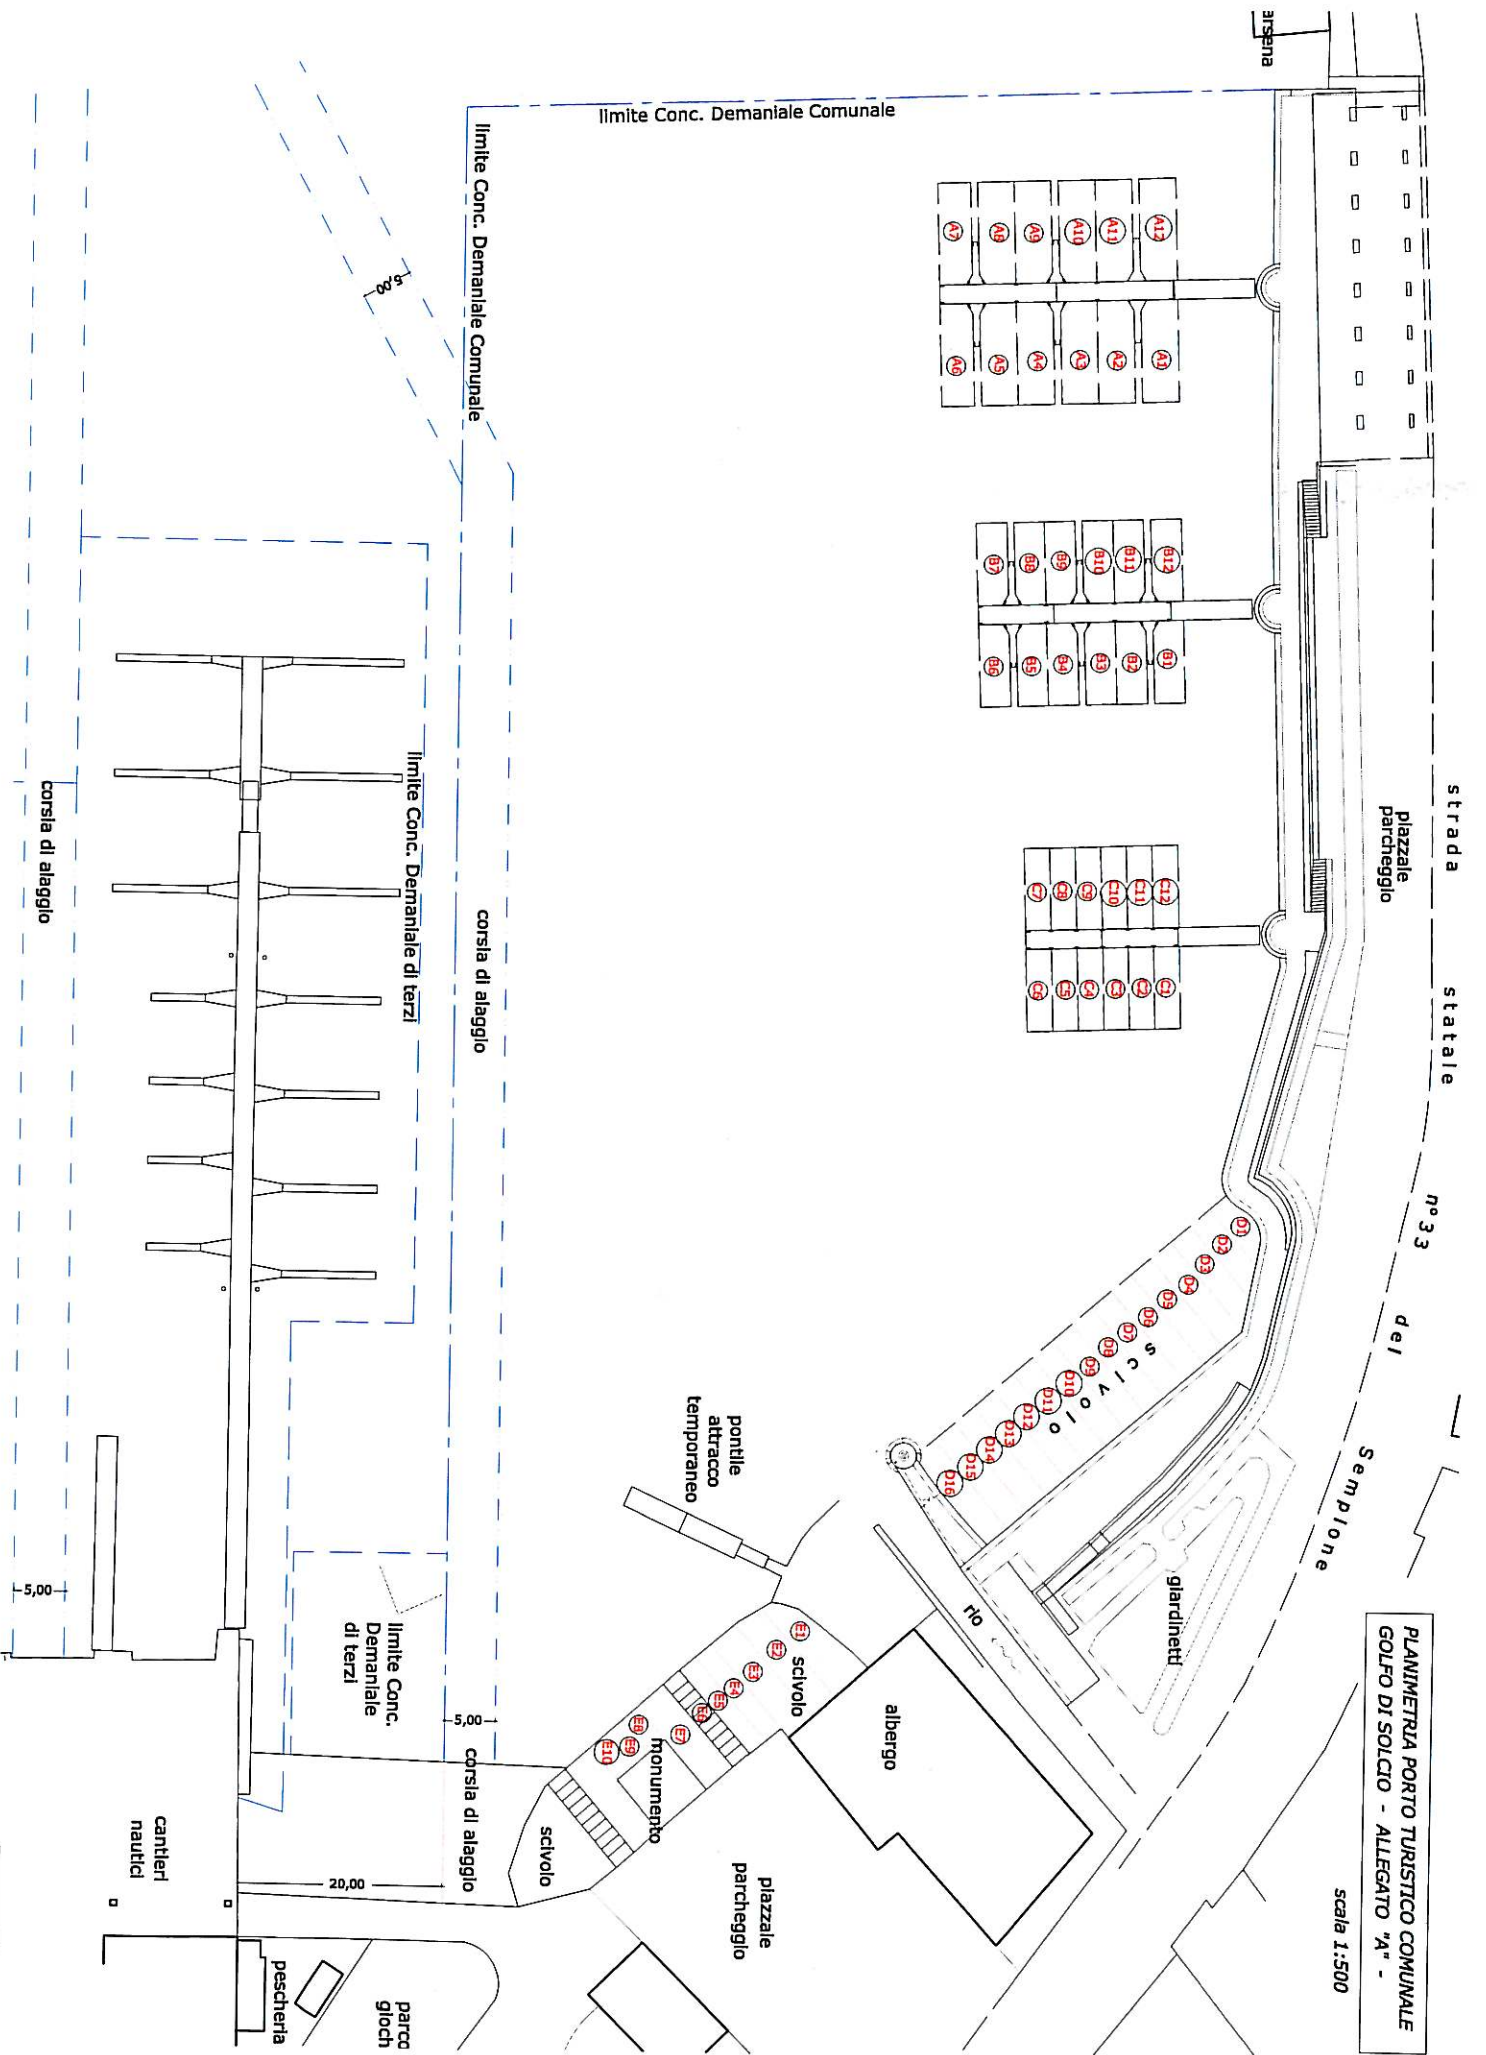 PLANIMETRIA PORTO TURISTICO COMUNALE
GOLFO DI SOLCIO - ALLEGATO "A" -
scala 1:500
strada statale n°33 del Sempione
piazzale
parcheggio
arsena
limite Conc. Demaniale Comunale
limite Conc. Demaniale Comunale
A12
A11
A10
A9
A8
A7
A1
A2
A3
A4
A5
A6
B12
B11
B10
B9
B8
B7
B1
B2
B3
B4
B5
B6
C12
C11
C10
C9
C8
C7
C1
C2
C3
C4
C5
C6
D1
D2
D3
D4
D5
D6
D7
D8
D9
D10
D11
D12
D13
D14
D15
D16
scivolo
giardinetti
rio
albergo
pontile
attracco
temporaneo
E1
E2
E3
E4
E5
E6
E7
E8
E9
E10
scivolo
monumento
scivolo
piazzale
parcheggio
5,00
corsia di alaggio
limite Conc. Demaniale di terzi
corsia di alaggio
limite Conc.
Demaniale
di terzi
5,00
5,00
corsia di alaggio
20,00
cantieri
nautici
pescheria
parco
gioch